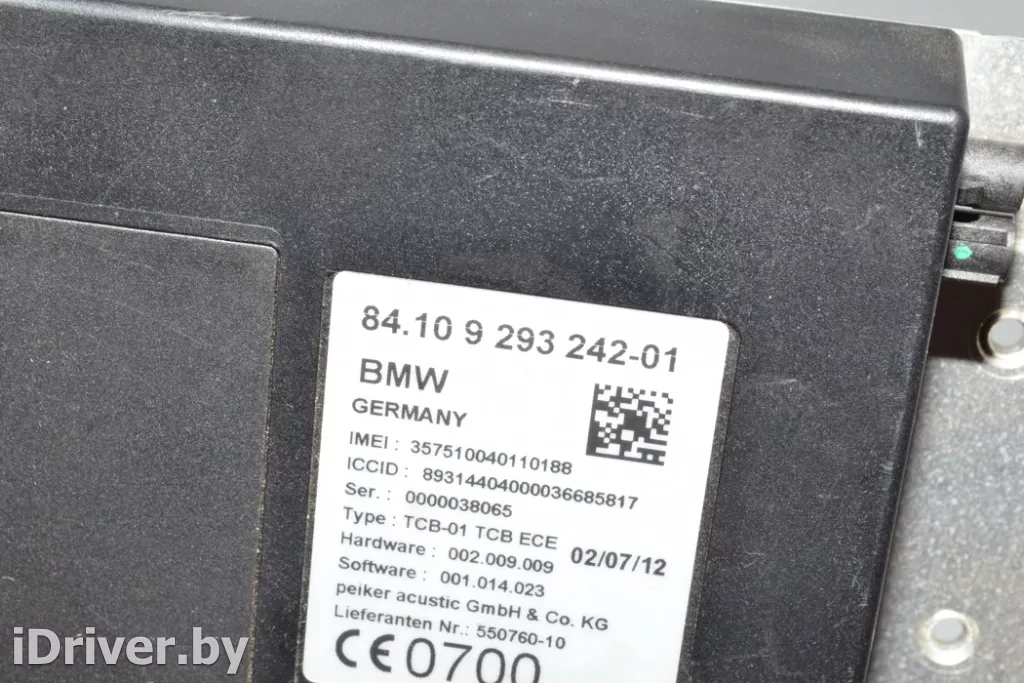 84.10 9 293 242-01
BMW
GERMANY
IMEI : 357510040110188
ICCID : 89314404000036685817
Ser. : 0000038065
Type : TCB-01 TCB ECE 02/07/12
Hardware : 002.009.009
Software : 001.014.023
peiker acustic GmbH & Co. KG
Lieferanten Nr.: 550760-10
CE 0700
iDriver.by